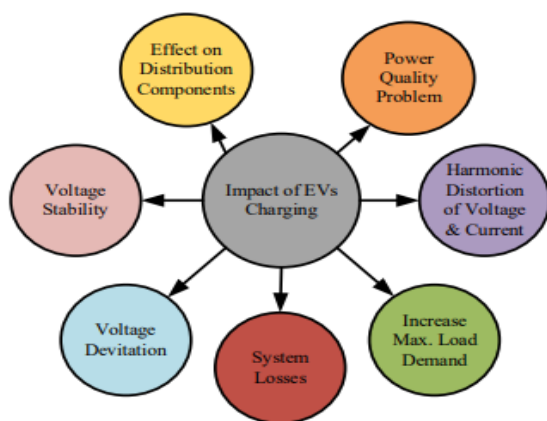 Effect on
Distribution
Components
Power
Quality
Problem
Voltage
Stability
Impact of EVs
Charging
Harmonic
Distortion
of Voltage
& Current
Voltage
Devitation
System
Losses
Increase
Max. Load
Demand